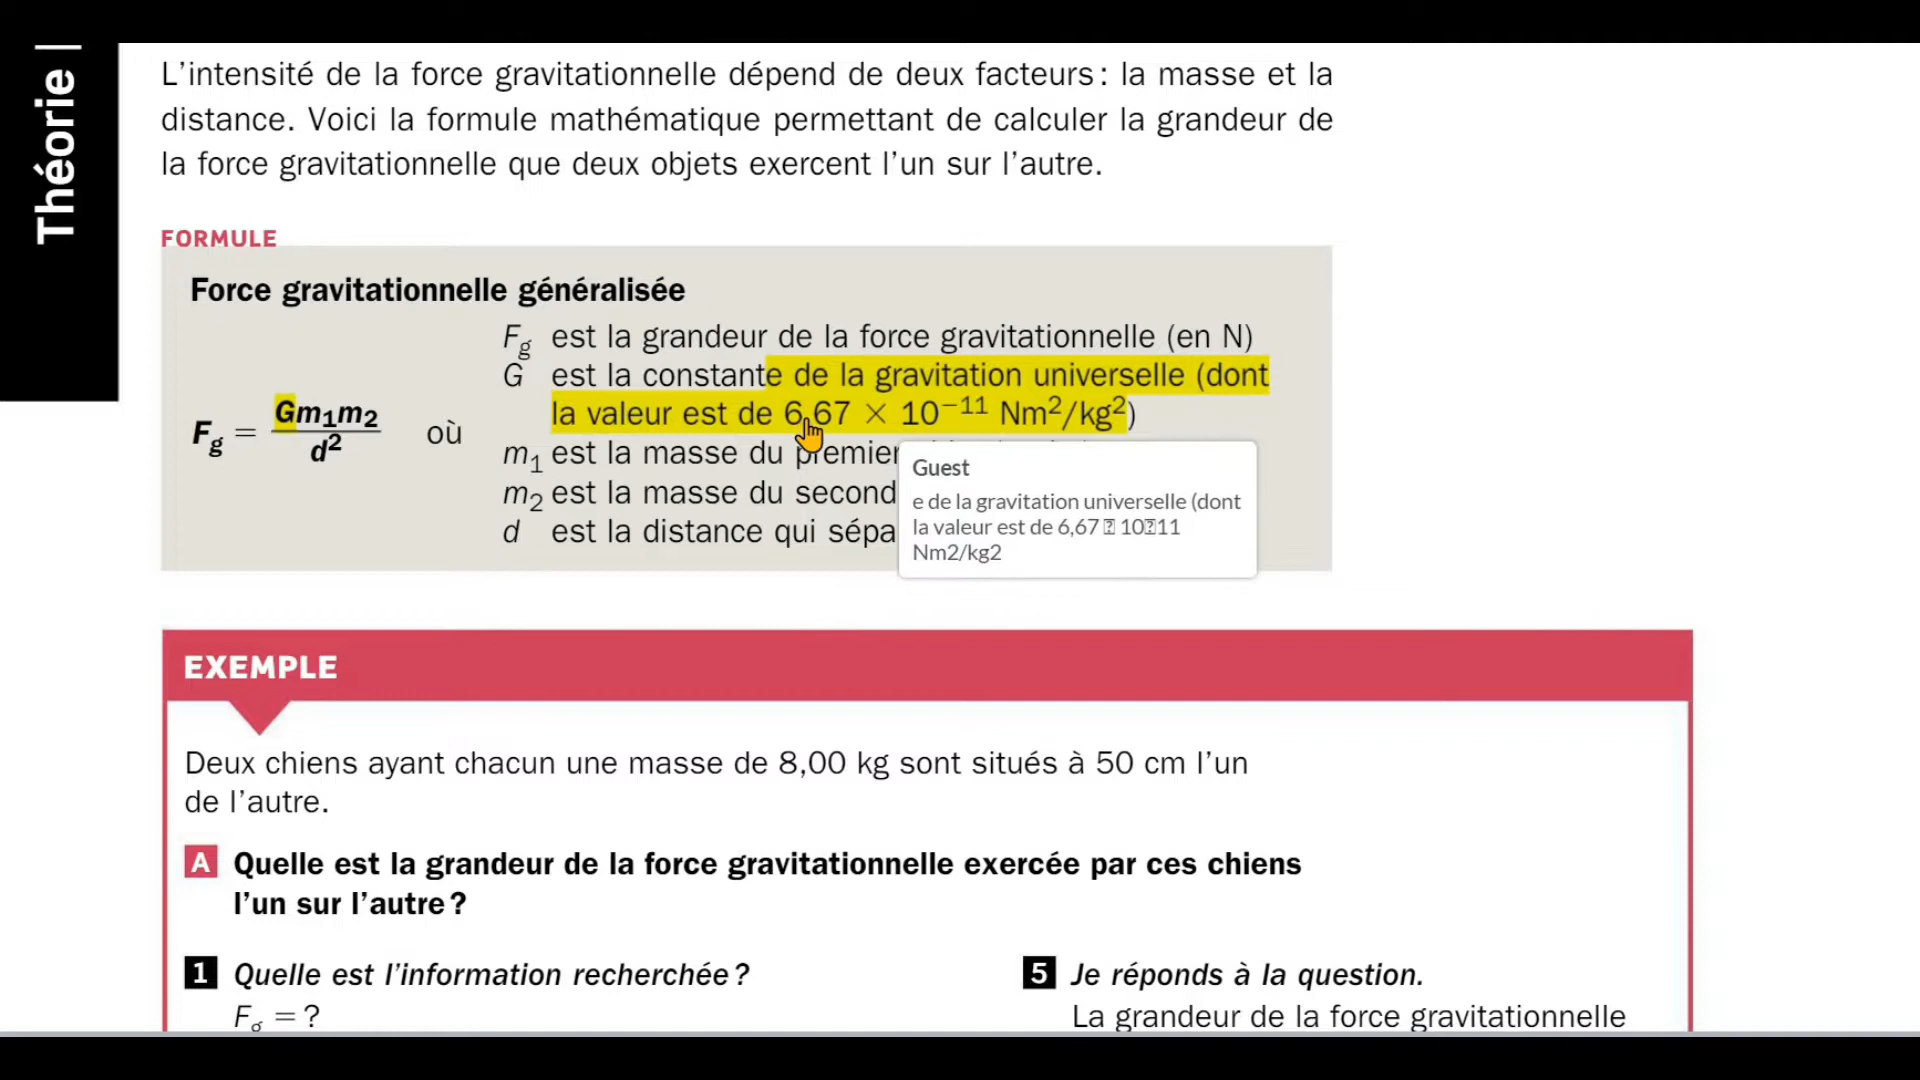 Théorie |
L’intensité de la force gravitationnelle dépend de deux facteurs : la masse et la
distance. Voici la formule mathématique permettant de calculer la grandeur de
la force gravitationnelle que deux objets exercent l’un sur l’autre.
FORMULE
Force gravitationnelle généralisée
Fg = Gm1m2 / d² où
Fg est la grandeur de la force gravitationnelle (en N)
G est la constante de la gravitation universelle (dont
la valeur est de 6,67 × 10⁻¹¹ Nm²/kg²)
m1 est la masse du premier
m2 est la masse du second
d est la distance qui sépa
Guest
e de la gravitation universelle (dont
la valeur est de 6,67 10 11
Nm2/kg2
EXEMPLE
Deux chiens ayant chacun une masse de 8,00 kg sont situés à 50 cm l’un
de l’autre.
A Quelle est la grandeur de la force gravitationnelle exercée par ces chiens
l’un sur l’autre ?
1 Quelle est l’information recherchée ?
Fg = ?
5 Je réponds à la question.
La grandeur de la force gravitationnelle